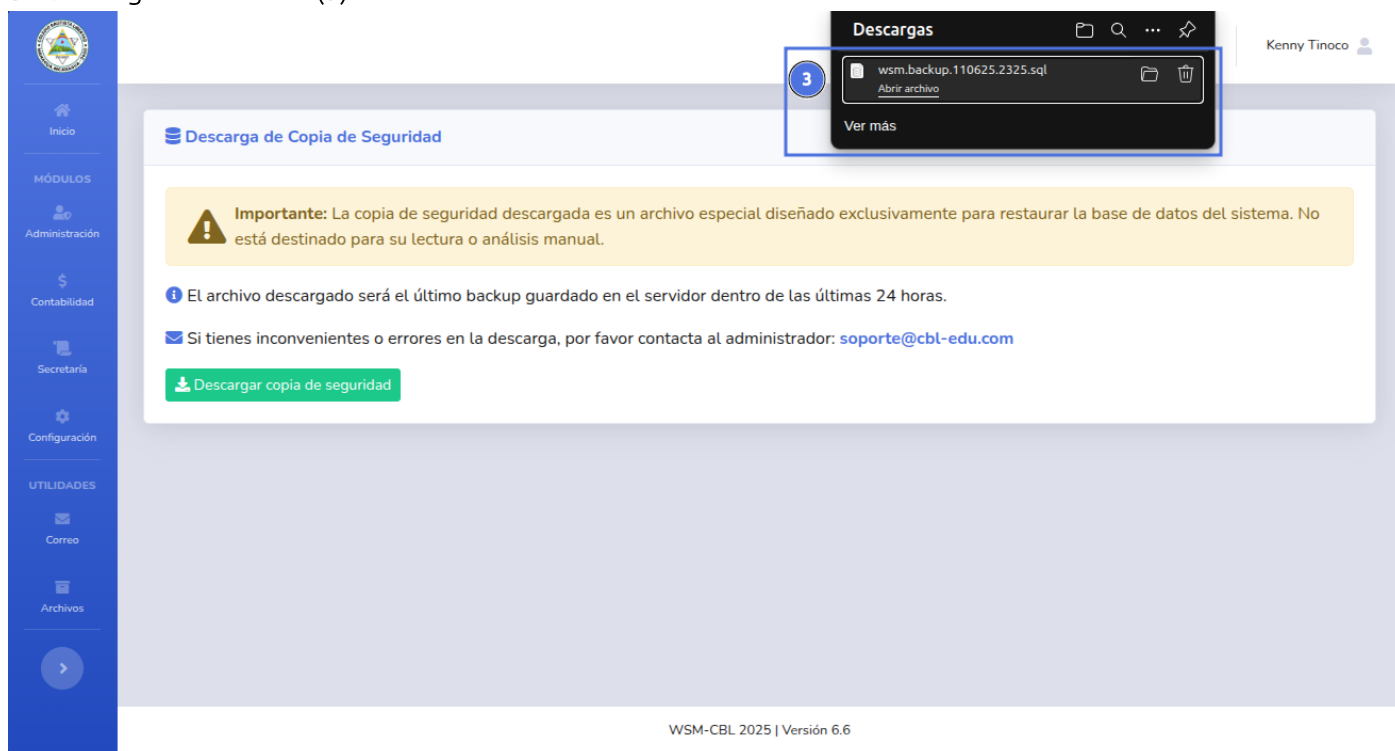 Descargas
Kenny Tinoco
3
wsm.backup.110625.2325.sql
Abrir archivo
Ver más
Inicio
MÓDULOS
Administración
Contabilidad
Secretaría
Configuración
UTILIDADES
Correo
Archivos
Descarga de Copia de Seguridad
Importante: La copia de seguridad descargada es un archivo especial diseñado exclusivamente para restaurar la base de datos del sistema. No
está destinado para su lectura o análisis manual.
El archivo descargado será el último backup guardado en el servidor dentro de las últimas 24 horas.
Si tienes inconvenientes o errores en la descarga, por favor contacta al administrador: soporte@cbl-edu.com
Descargar copia de seguridad
WSM-CBL 2025 | Versión 6.6